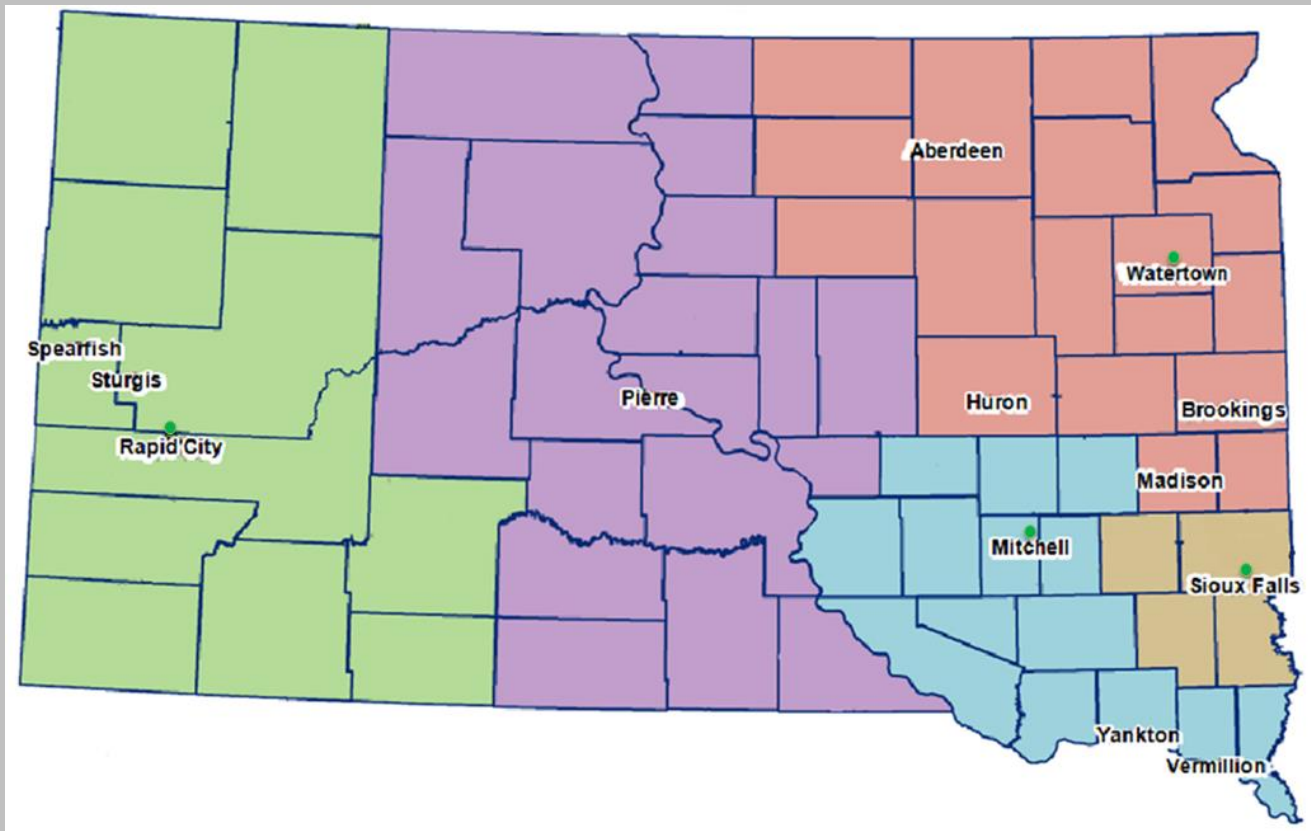 Aberdeen
Watertown
Spearfish
Sturgis
Pierre
Huron
Brookings
Rapid City
Madison
Mitchell
Sioux Falls
Yankton
Vermillion